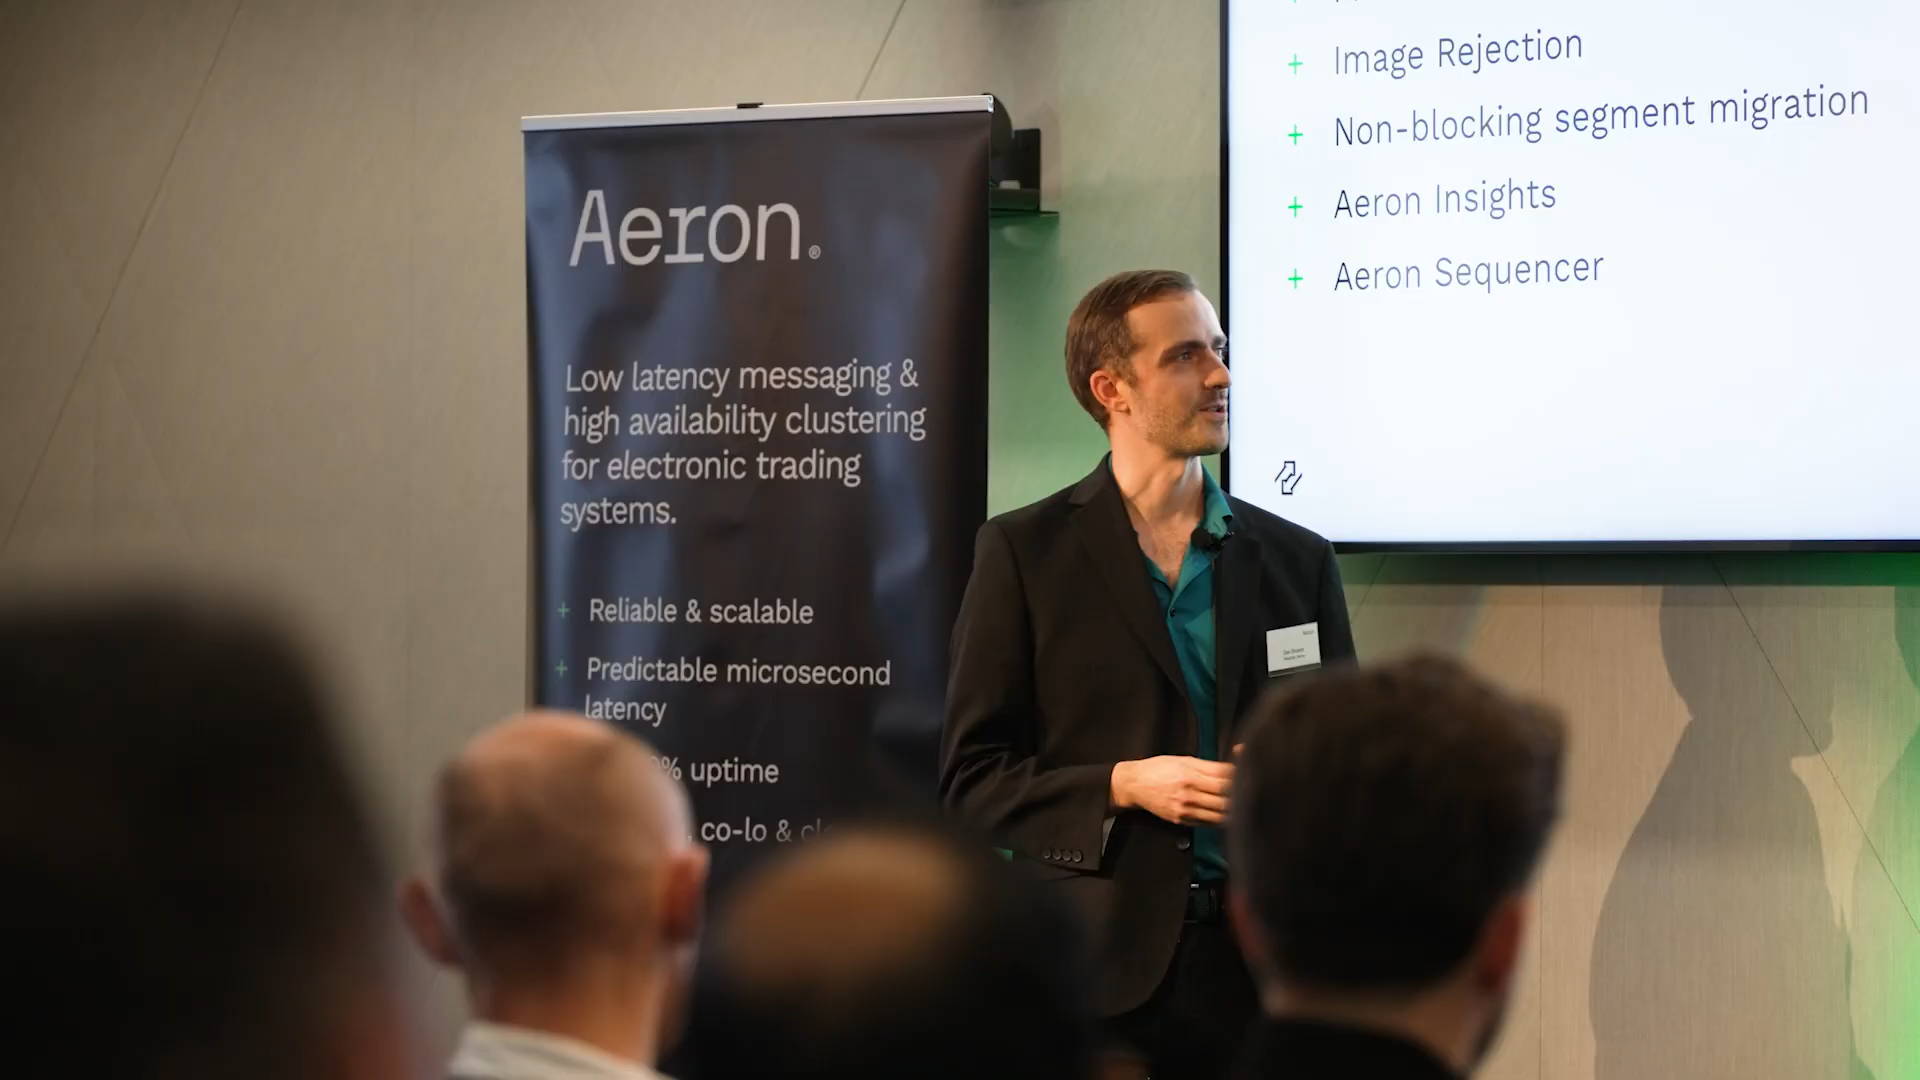 Aeron®
Low latency messaging &
high availability clustering
for electronic trading
systems.
+ Reliable & scalable
+ Predictable microsecond
latency
% uptime
co-lo &
+ Image Rejection
+ Non-blocking segment migration
+ Aeron Insights
+ Aeron Sequencer